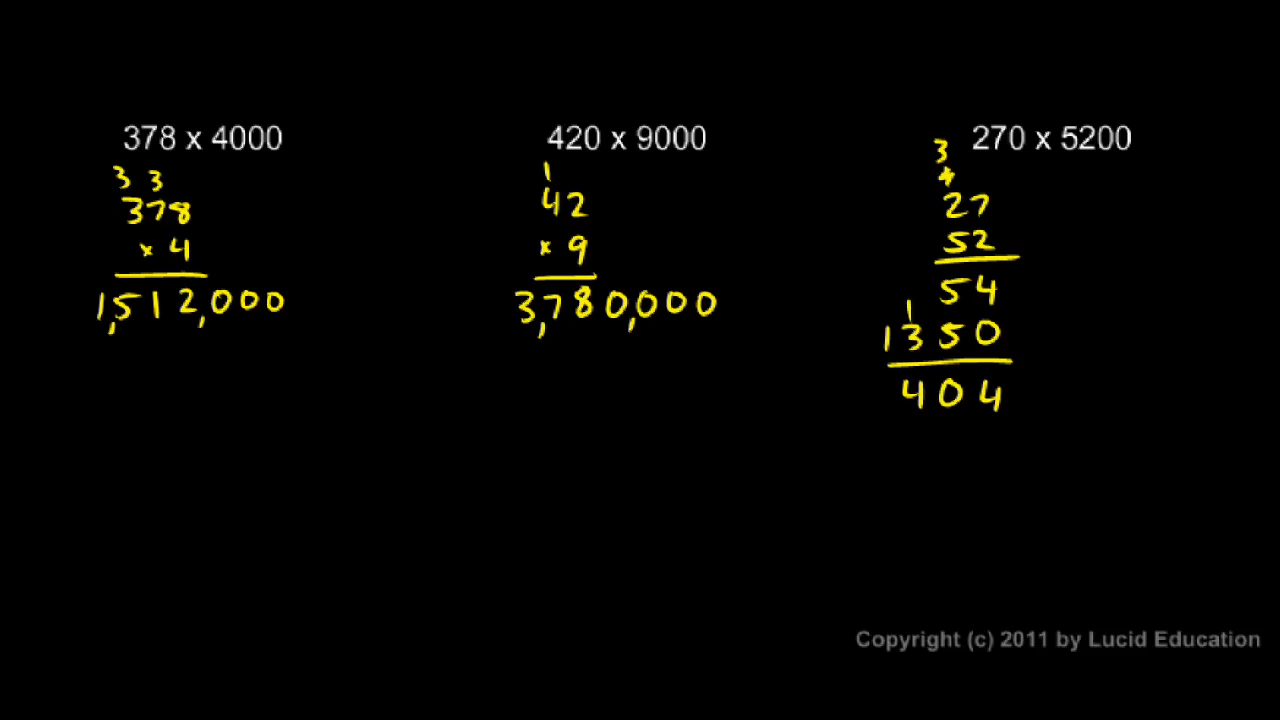 378 x 4000
3 3
378
x 4
1,512,000
420 x 9000
1
42
x 9
3,780,000
270 x 5200
3
27
52
54
1
1350
404
Copyright (c) 2011 by Lucid Education